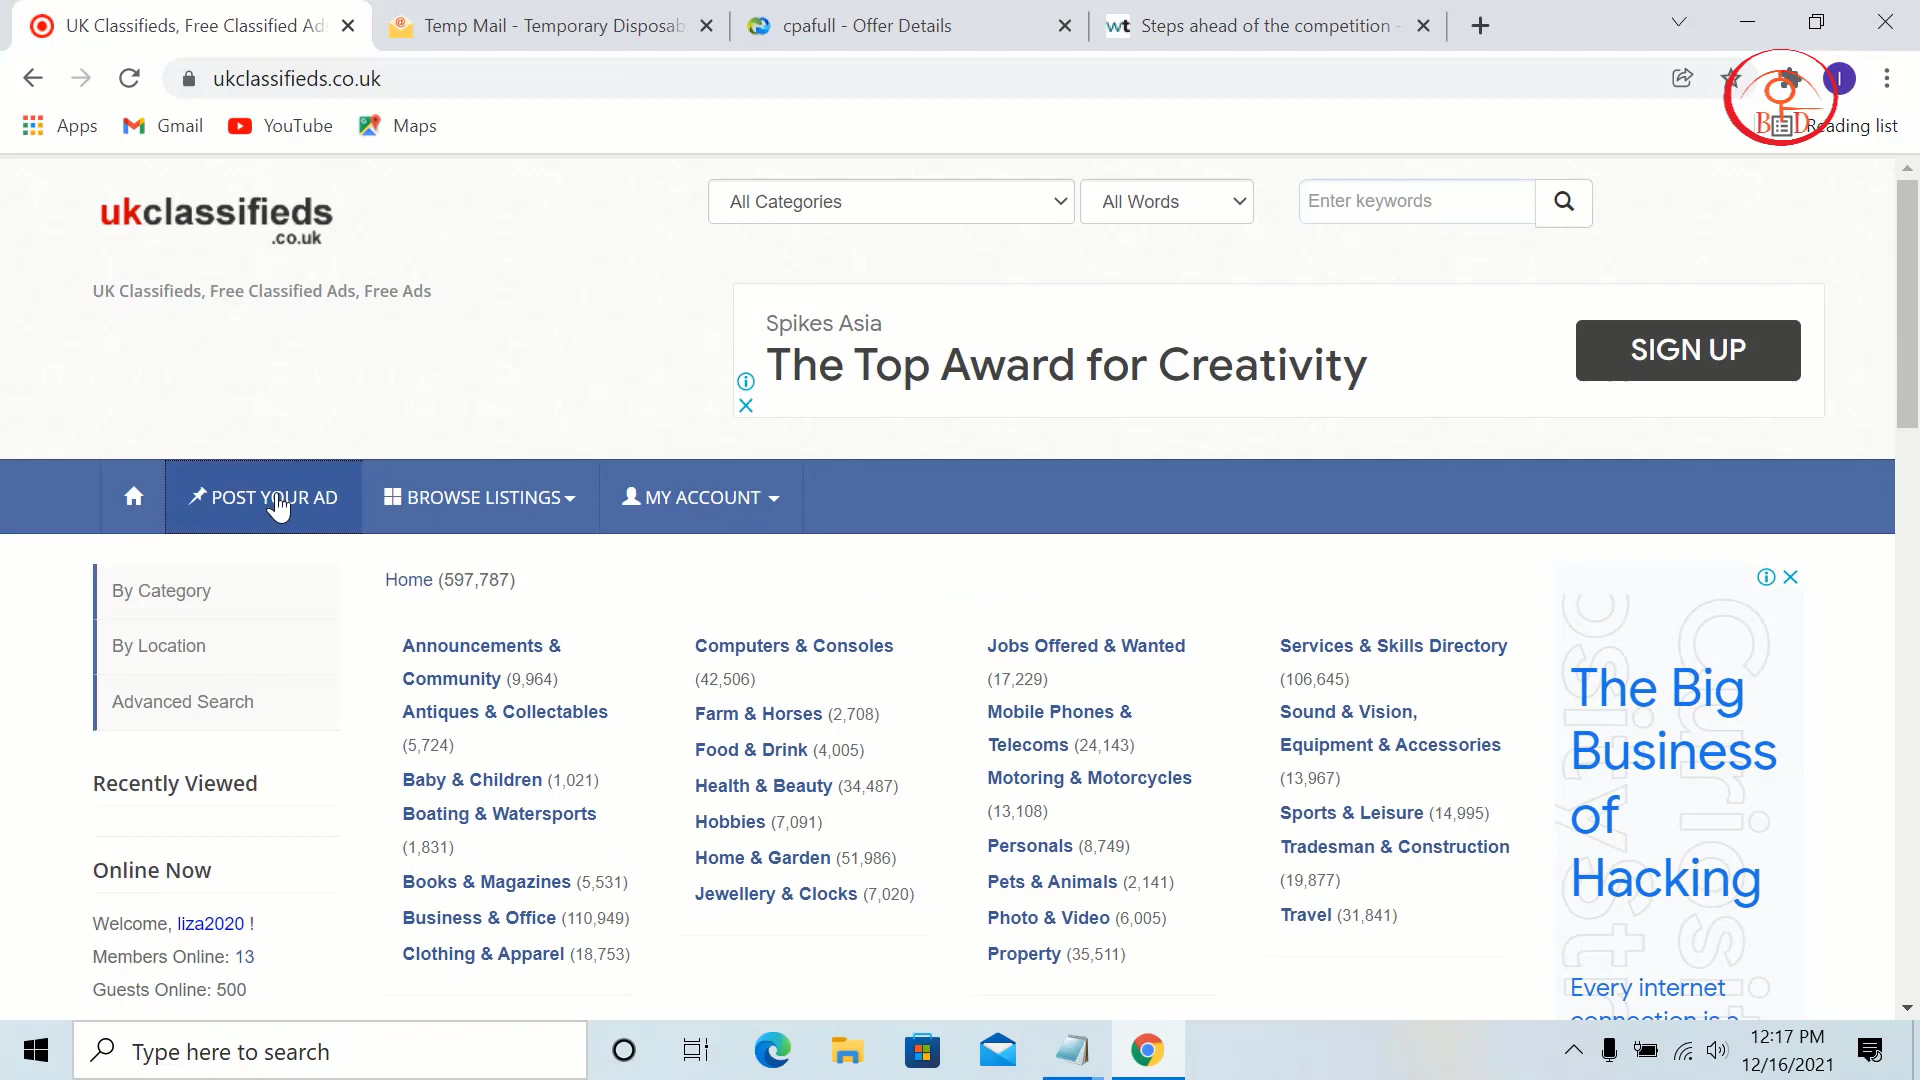 UK Classifieds, Free Classified Ads
Temp Mail - Temporary Disposab
cpafull - Offer Details
wt Steps ahead of the competition -
ukclassifieds.co.uk
I
Apps
Gmail
YouTube
Maps
B D
Reading list
ukclassifieds
.co.uk
All Categories
All Words
Enter keywords
UK Classifieds, Free Classified Ads, Free Ads
Spikes Asia
The Top Award for Creativity
SIGN UP
POST YOUR AD
BROWSE LISTINGS
MY ACCOUNT
By Category
By Location
Advanced Search
Recently Viewed
Online Now
Welcome, liza2020 !
Members Online: 13
Guests Online: 500
Home (597,787)
Announcements &
Community (9,964)
Antiques & Collectables
(5,724)
Baby & Children (1,021)
Boating & Watersports
(1,831)
Books & Magazines (5,531)
Business & Office (110,949)
Clothing & Apparel (18,753)
Computers & Consoles
(42,506)
Farm & Horses (2,708)
Food & Drink (4,005)
Health & Beauty (34,487)
Hobbies (7,091)
Home & Garden (51,986)
Jewellery & Clocks (7,020)
Jobs Offered & Wanted
(17,229)
Mobile Phones &
Telecoms (24,143)
Motoring & Motorcycles
(13,108)
Personals (8,749)
Pets & Animals (2,141)
Photo & Video (6,005)
Property (35,511)
Services & Skills Directory
(106,645)
Sound & Vision,
Equipment & Accessories
(13,967)
Sports & Leisure (14,995)
Tradesman & Construction
(19,877)
Travel (31,841)
The Big
Business
of
Hacking
Every internet
connection is a
Type here to search
12:17 PM
12/16/2021